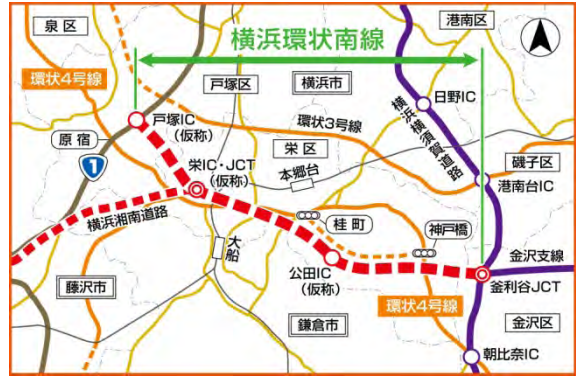 泉区
港南区
横浜環状南線
環状4号線
戸塚区
横浜市
日野IC
戸塚IC
(仮称)
環状3号線
横浜横須賀道路
原宿
栄区
磯子区
1
栄IC・JCT
(仮称)
本郷台
港南台IC
横浜湘南道路
桂町
神戸橋
大船
金沢支線
公田IC
(仮称)
釜利谷JCT
藤沢市
環状4号線
鎌倉市
金沢区
朝比奈IC